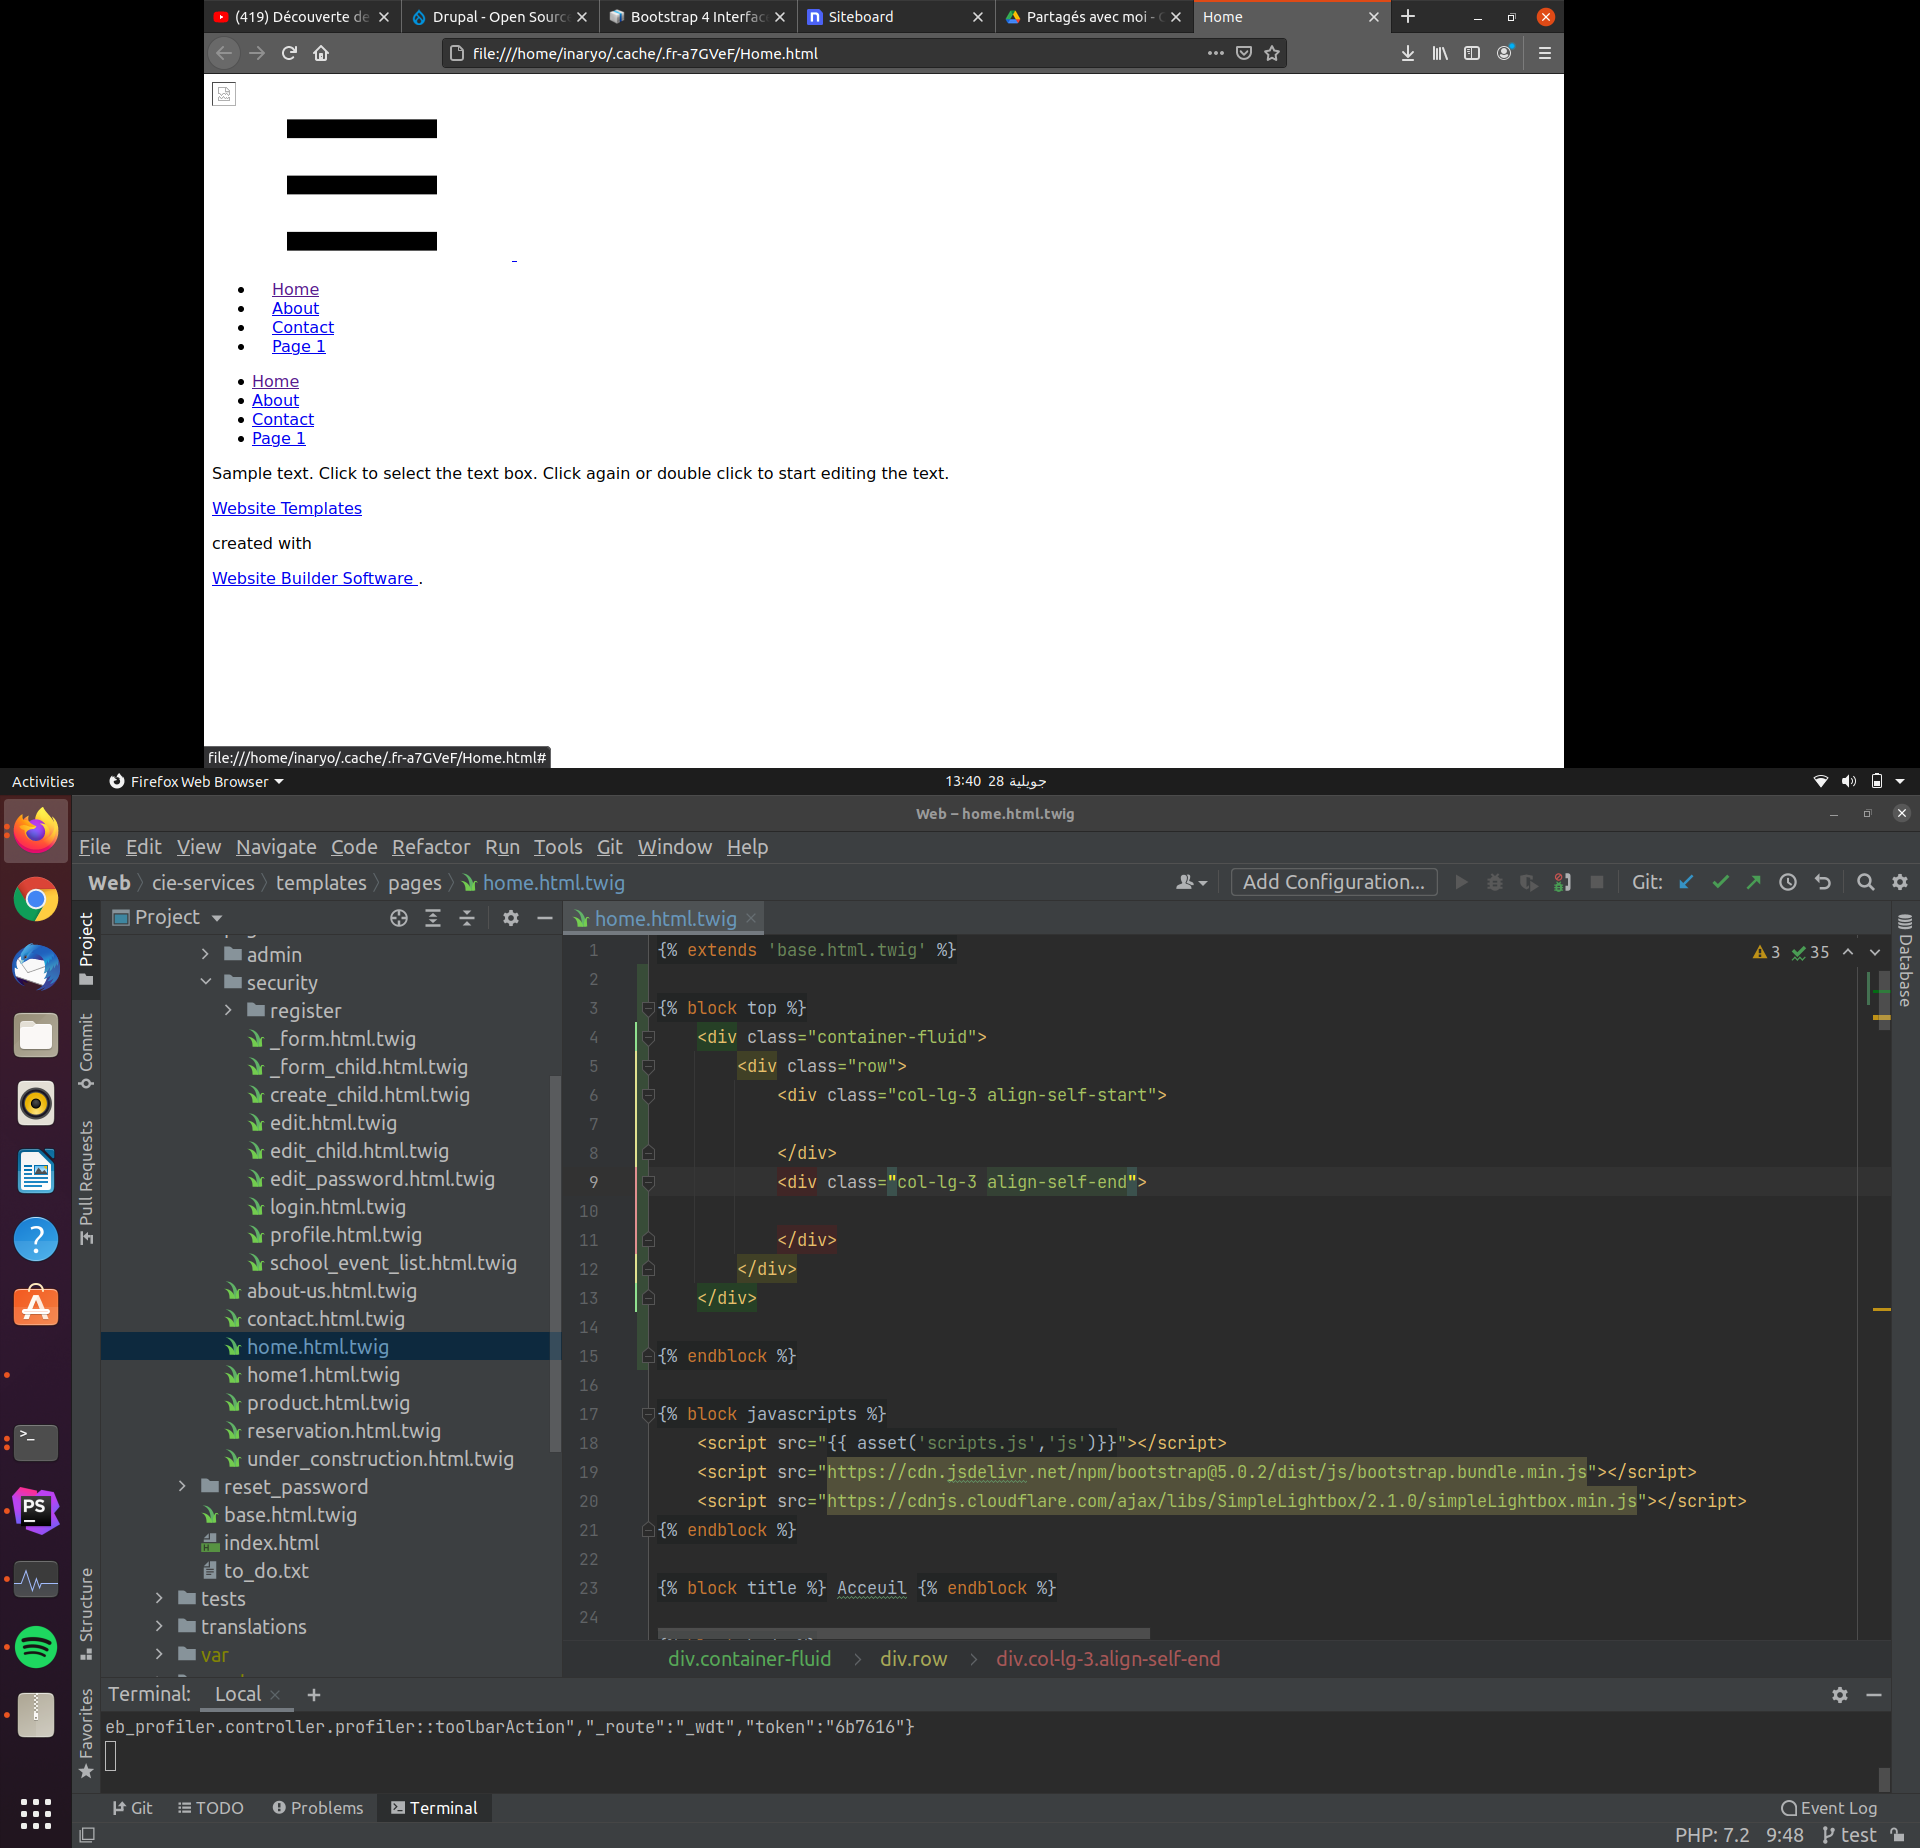 (419) Découverte de
Drupal - Open Sourc
Bootstrap 4 Interfac
Siteboard
Partagés avec moi -
Home
file:///home/inaryo/.cache/.fr-a7GVeF/Home.html
Home
About
Contact
Page 1
Home
About
Contact
Page 1
Sample text. Click to select the text box. Click again or double click to start editing the text.
Website Templates
created with
Website Builder Software .
file:///home/inaryo/.cache/.fr-a7GVeF/Home.html#
Activities
Firefox Web Browser
13:40 28 جويلية
Web – home.html.twig
File Edit View Navigate Code Refactor Run Tools Git Window Help
Web cie-services templates pages home.html.twig
Add Configuration...
Git:
Project
home.html.twig
Project
Commit
Pull Requests
Structure
Favorites
Database
admin
security
register
_form.html.twig
_form_child.html.twig
create_child.html.twig
edit.html.twig
edit_child.html.twig
edit_password.html.twig
login.html.twig
profile.html.twig
school_event_list.html.twig
about-us.html.twig
contact.html.twig
home.html.twig
home1.html.twig
product.html.twig
reservation.html.twig
under_construction.html.twig
reset_password
base.html.twig
index.html
to_do.txt
tests
translations
var
3 35
1 {% extends 'base.html.twig' %}
2
3 {% block top %}
4 <div class="container-fluid">
5 <div class="row">
6 <div class="col-lg-3 align-self-start">
7
8 </div>
9 <div class="col-lg-3 align-self-end">
10
11 </div>
12 </div>
13 </div>
14
15 {% endblock %}
16
17 {% block javascripts %}
18 <script src="{{ asset('scripts.js','js')}}"></script>
19 <script src="https://cdn.jsdelivr.net/npm/bootstrap@5.0.2/dist/js/bootstrap.bundle.min.js"></script>
20 <script src="https://cdnjs.cloudflare.com/ajax/libs/SimpleLightbox/2.1.0/simpleLightbox.min.js"></script>
21 {% endblock %}
22
23 {% block title %} Acceuil {% endblock %}
24
div.container-fluid div.row div.col-lg-3.align-self-end
Terminal: Local
eb_profiler.controller.profiler::toolbarAction","_route":"_wdt","token":"6b7616"}
PS
Git TODO Problems Terminal
Event Log
PHP: 7.2 9:48 test